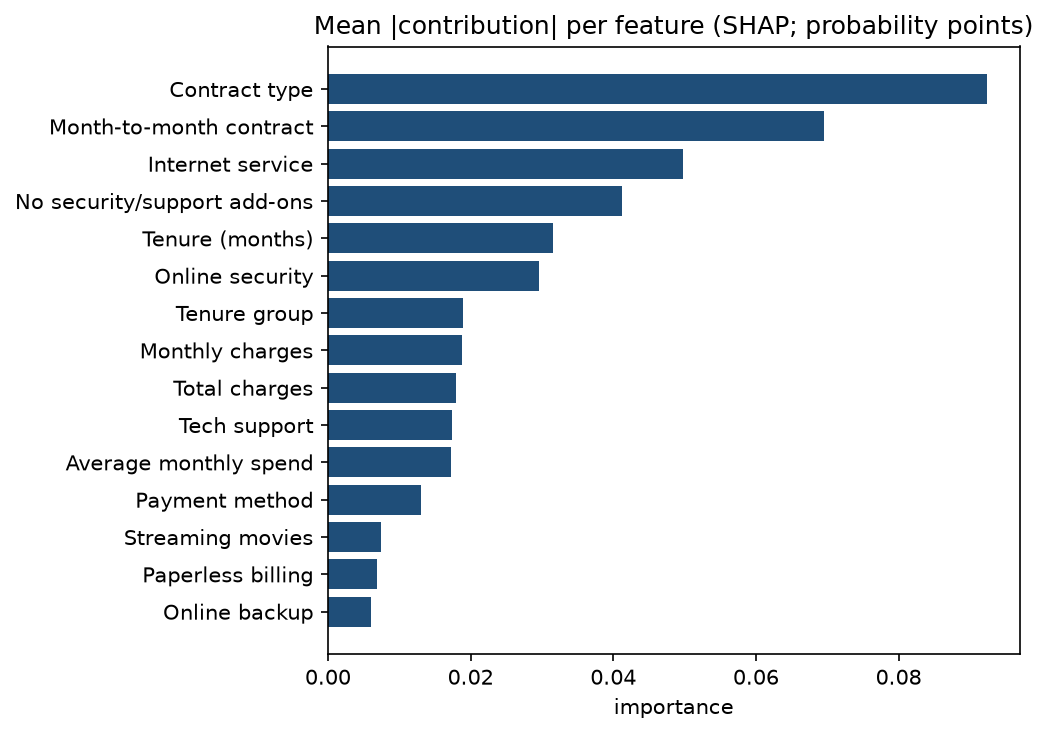 Mean |contribution| per feature (SHAP; probability points)
Contract type
Month-to-month contract
Internet service
No security/support add-ons
Tenure (months)
Online security
Tenure group
Monthly charges
Total charges
Tech support
Average monthly spend
Payment method
Streaming movies
Paperless billing
Online backup
0.00 0.02 0.04 0.06 0.08
importance